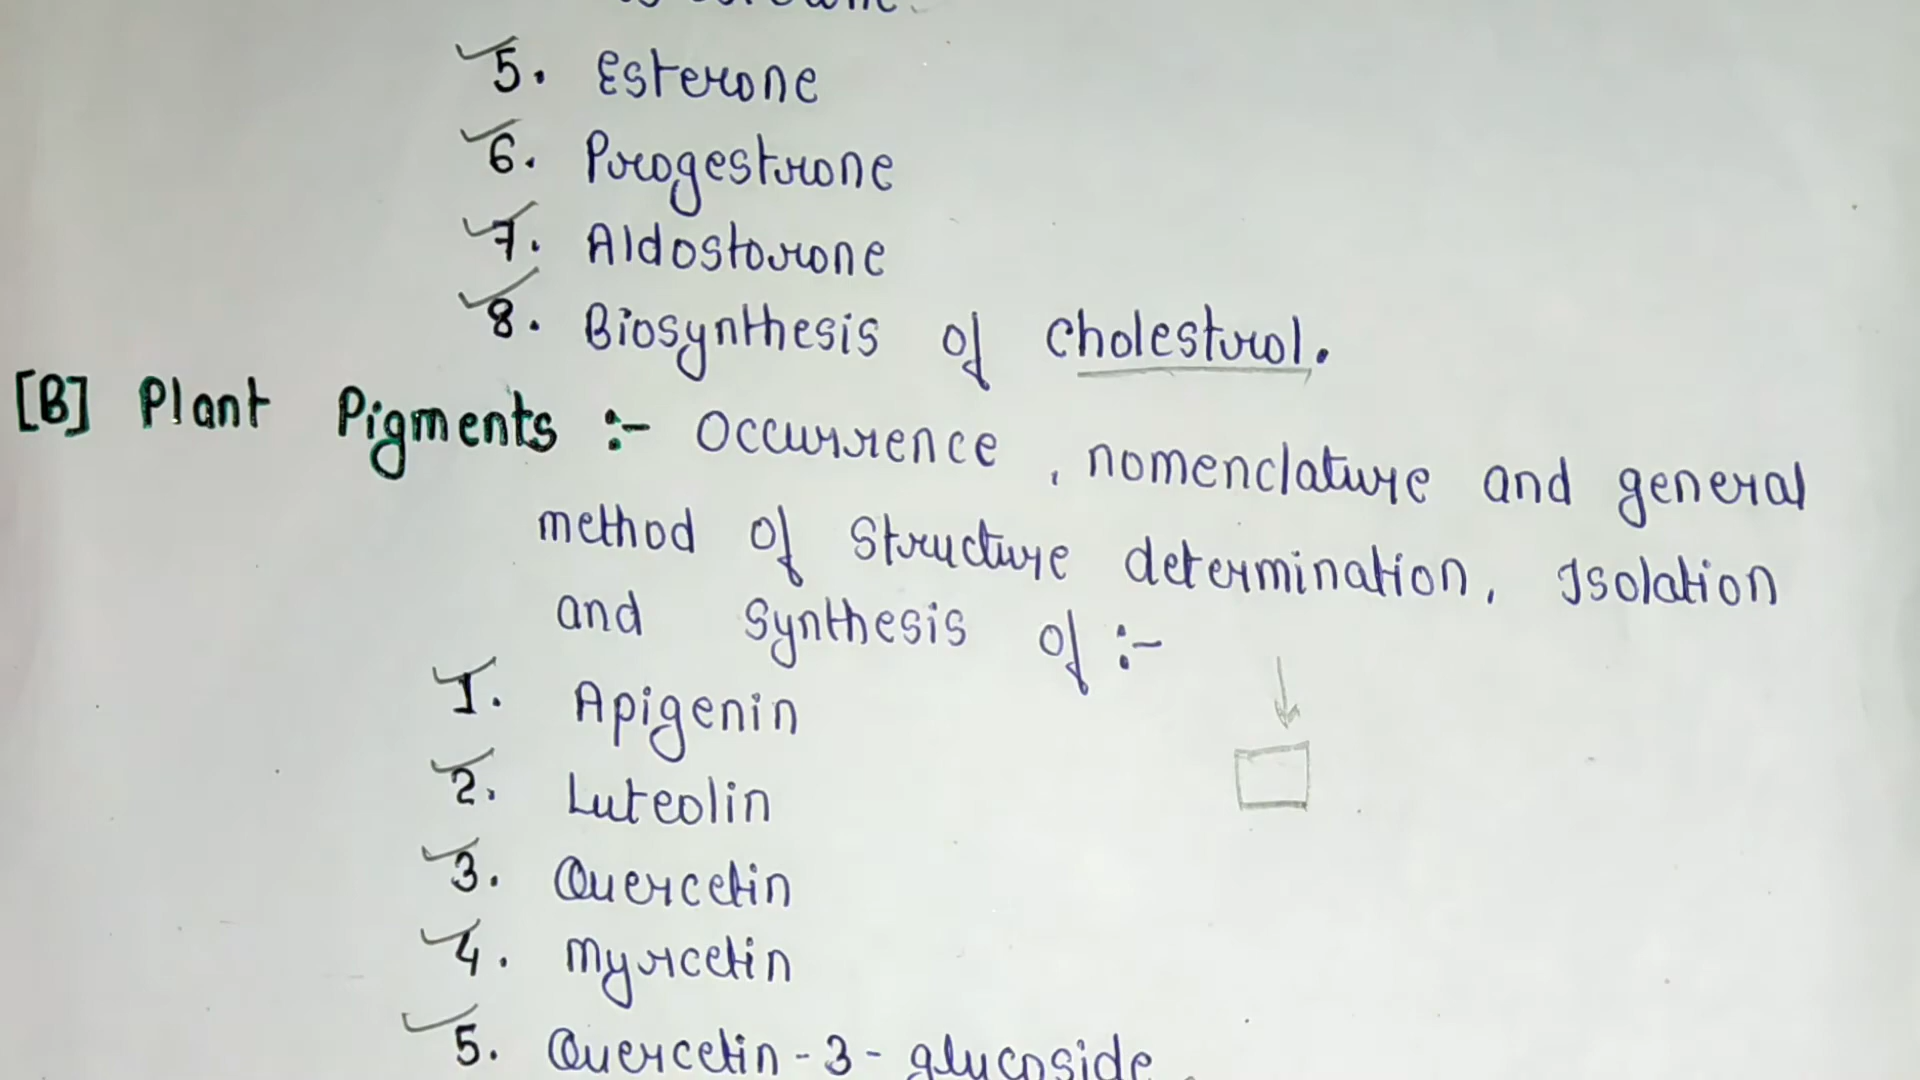 5. Esterone
6. Progestrone
7. Aldostorone
8. Biosynthesis of cholestrol.
[B] Plant Pigments :- Occurrence, nomenclature and general
method of Structure determination, Isolation
and Synthesis of :-
1. Apigenin
2. Luteolin
3. Quercetin
4. Myrcetin
5. Quercetin-3-glucoside.